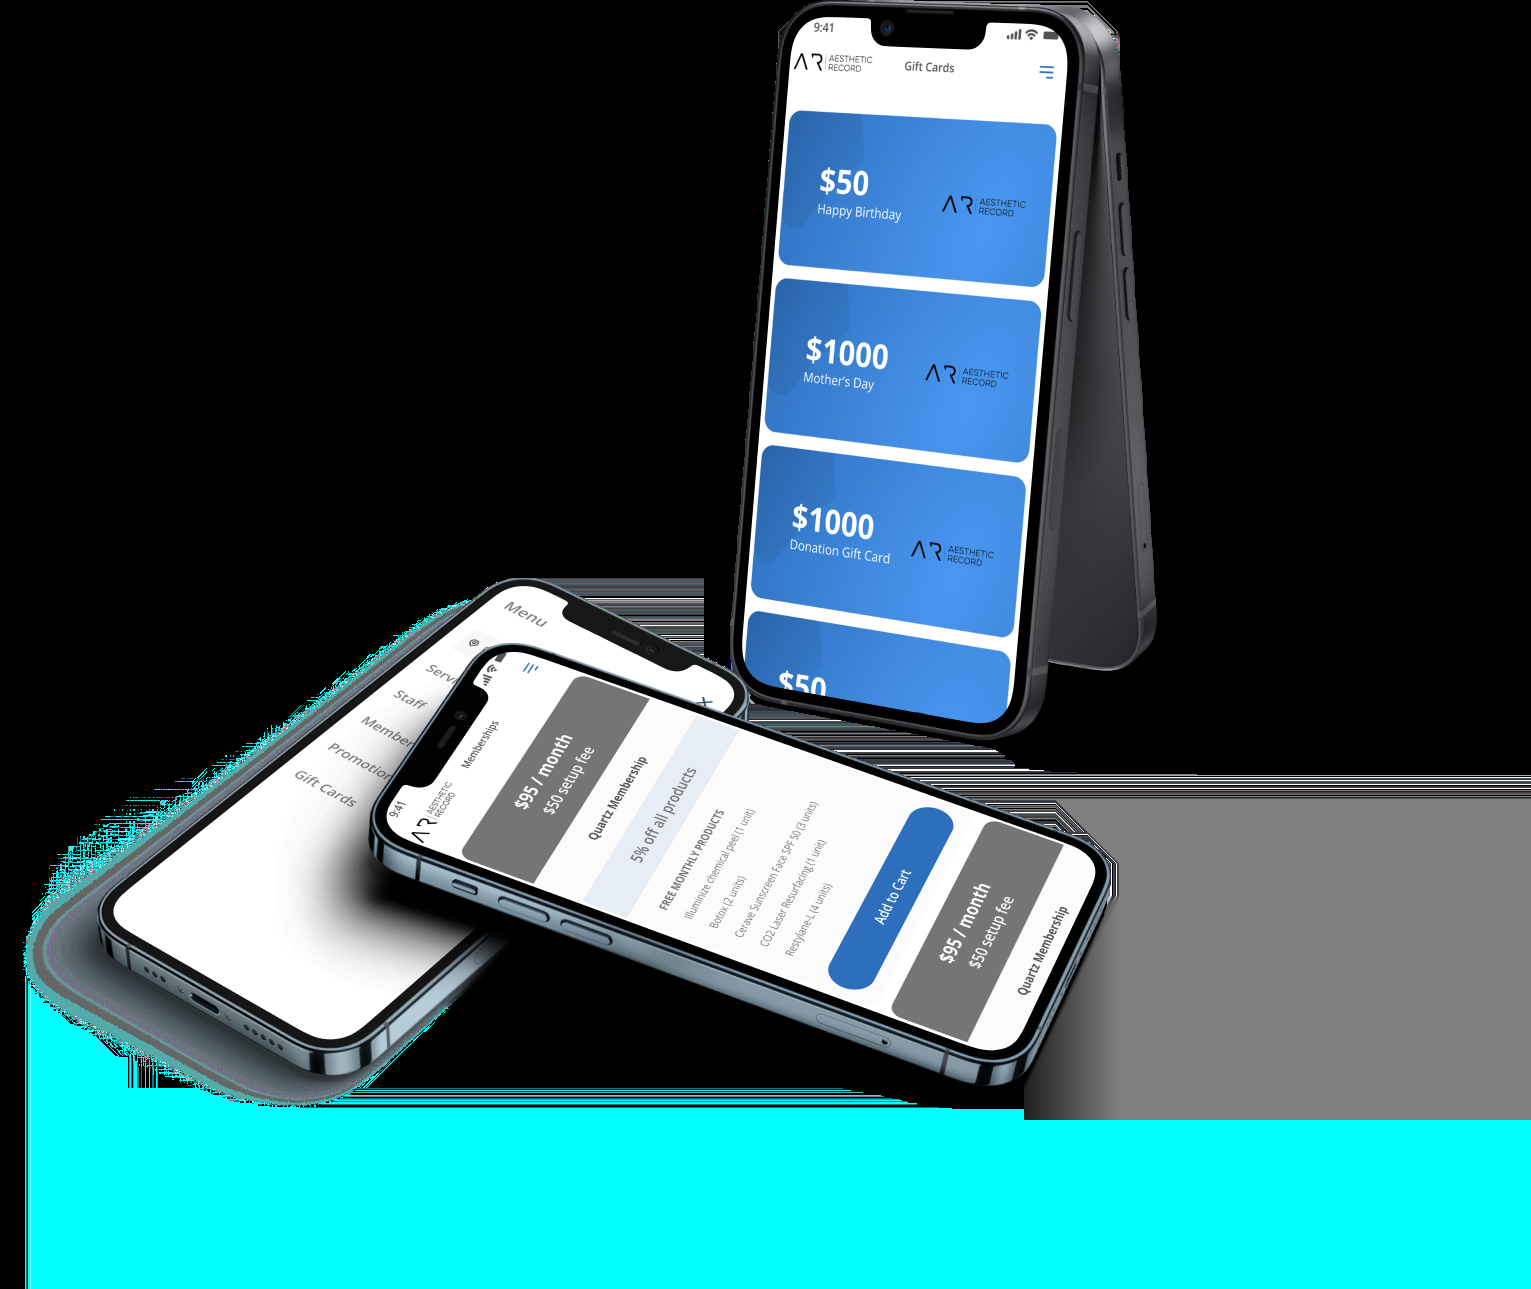 9:41
AR AESTHETIC
RECORD
Gift Cards
$50
Happy Birthday
AR AESTHETIC
RECORD
$1000
Mother's Day
AR AESTHETIC
RECORD
$1000
Donation Gift Card
AR AESTHETIC
RECORD
$50
Menu
Servi
Staff
Member
Promotion
Gift Cards
9:41
AR AESTHETIC
RECORD
Memberships
$95 / month
$50 setup fee
Quartz Membership
5% off all products
FREE MONTHLY PRODUCTS
Illuminize chemical peel (1 unit)
Botox (2 units)
Cerave Sunscreen Face SPF 50 (3 units)
CO2 Laser Resurfacing (1 unit)
Restylane-L (4 units)
Add to Cart
$95 / month
$50 setup fee
Quartz Membership